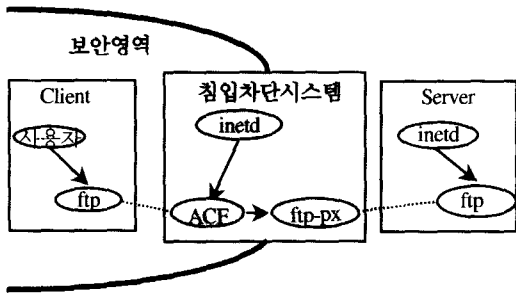 보안영역
Client
침입차단시스템
Server
사용자
inetd
inetd
ftp
ACF
ftp-px
ftp